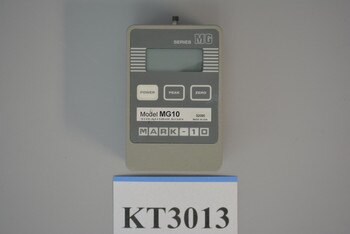 SERIES MG
POWER PEAK ZERO
Model MG10
MARK-10
KT3013